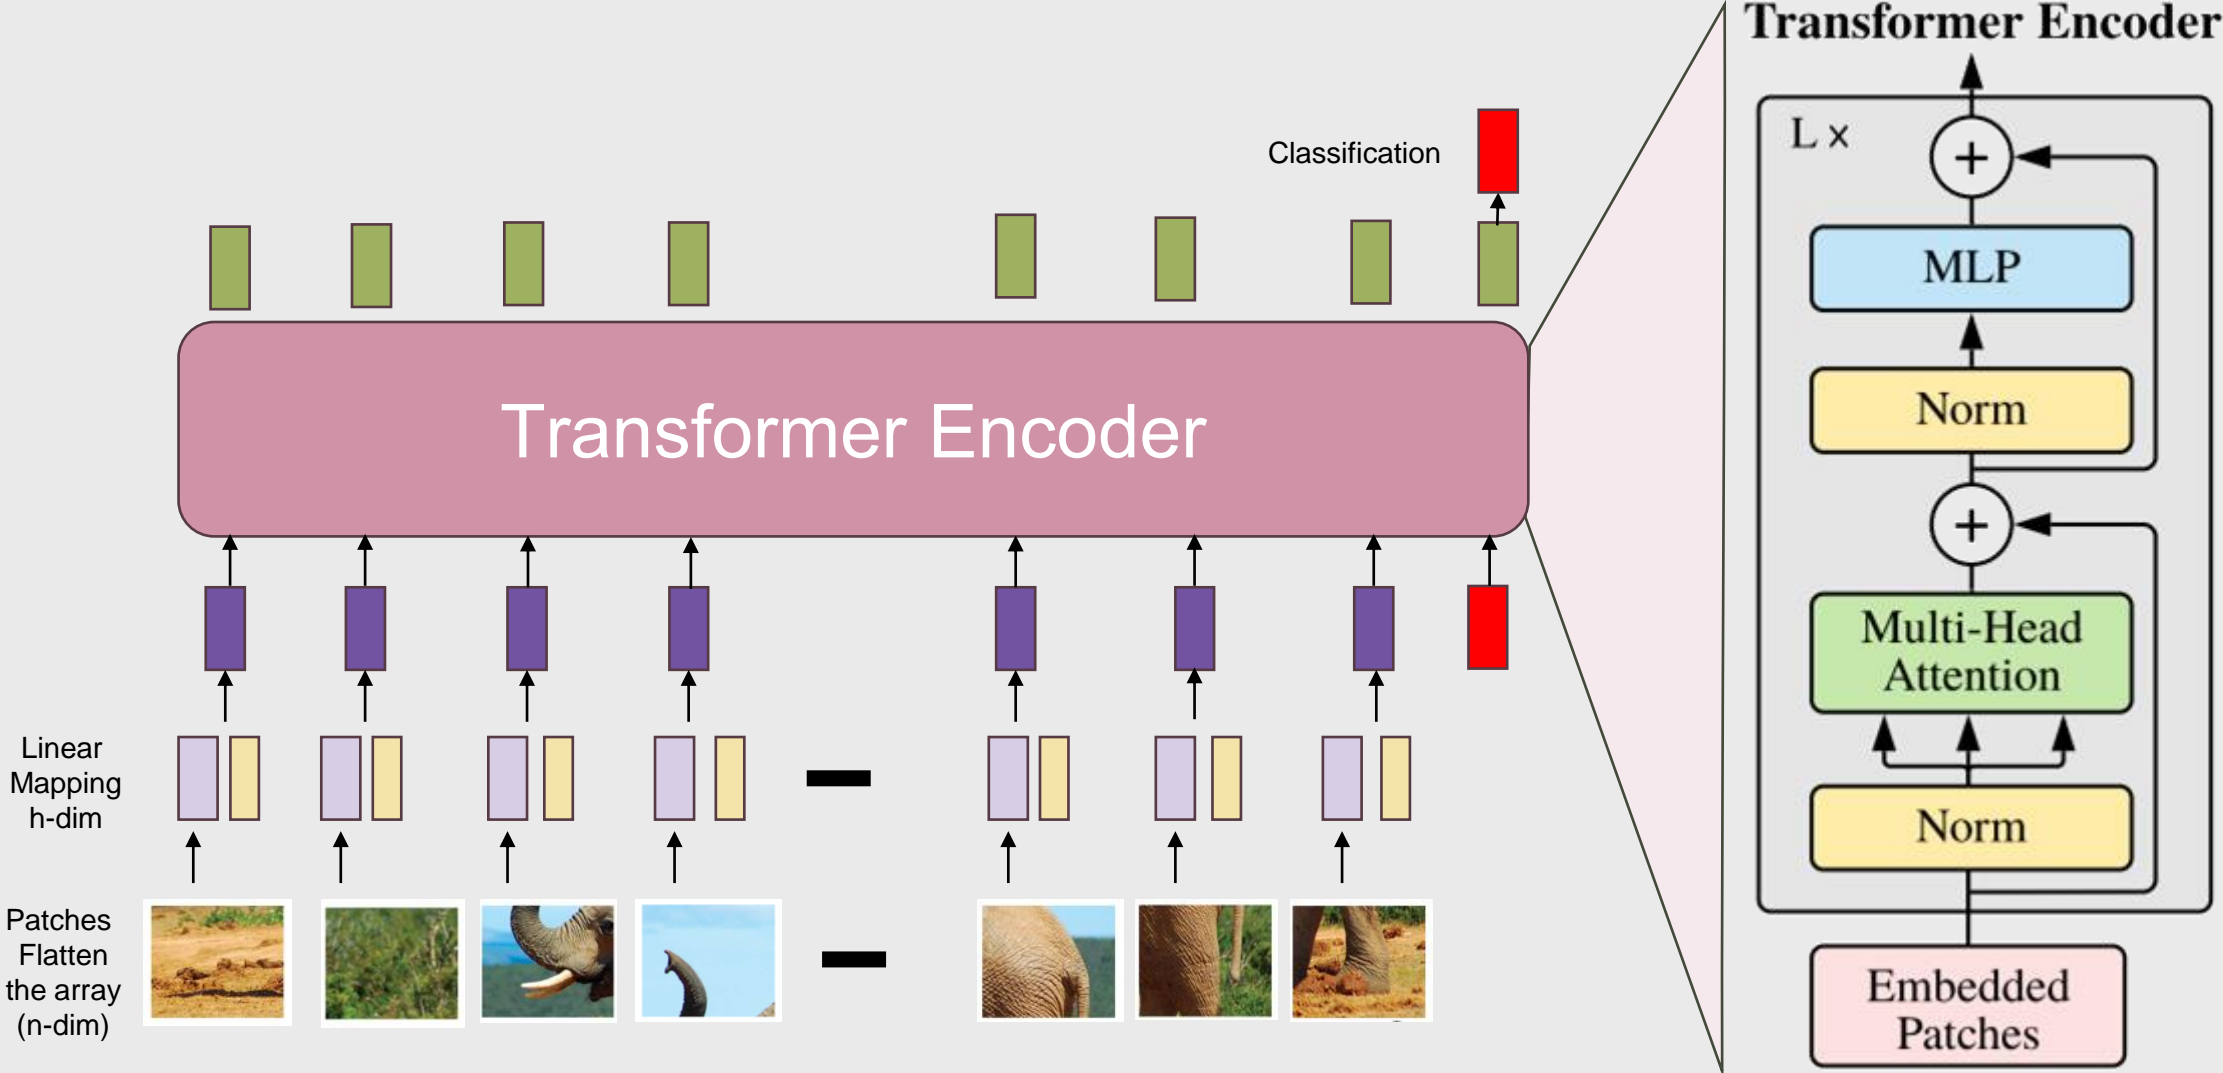 Transformer Encoder
L ×
+
MLP
Norm
+
Multi-Head
Attention
Norm
Embedded
Patches
Classification
Transformer Encoder
Linear
Mapping
h-dim
Patches
Flatten
the array
(n-dim)